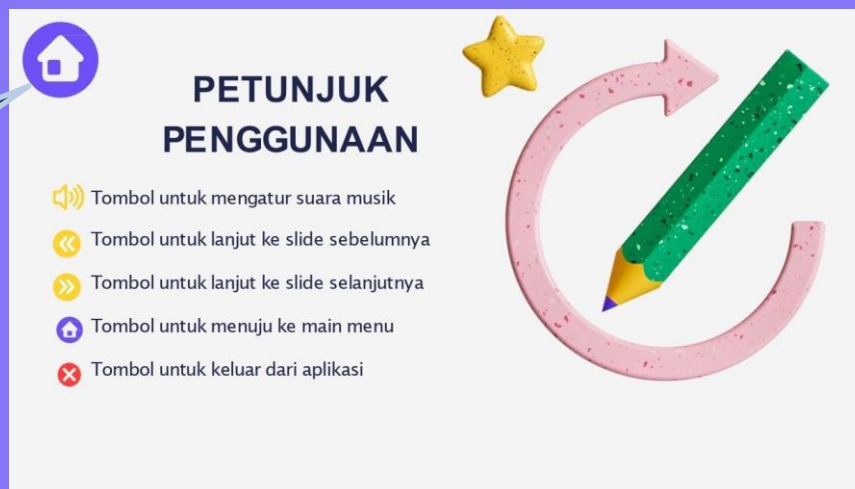 PETUNJUK
PENGGUNAAN
Tombol untuk mengatur suara musik
Tombol untuk lanjut ke slide sebelumnya
Tombol untuk lanjut ke slide selanjutnya
Tombol untuk menuju ke main menu
Tombol untuk keluar dari aplikasi